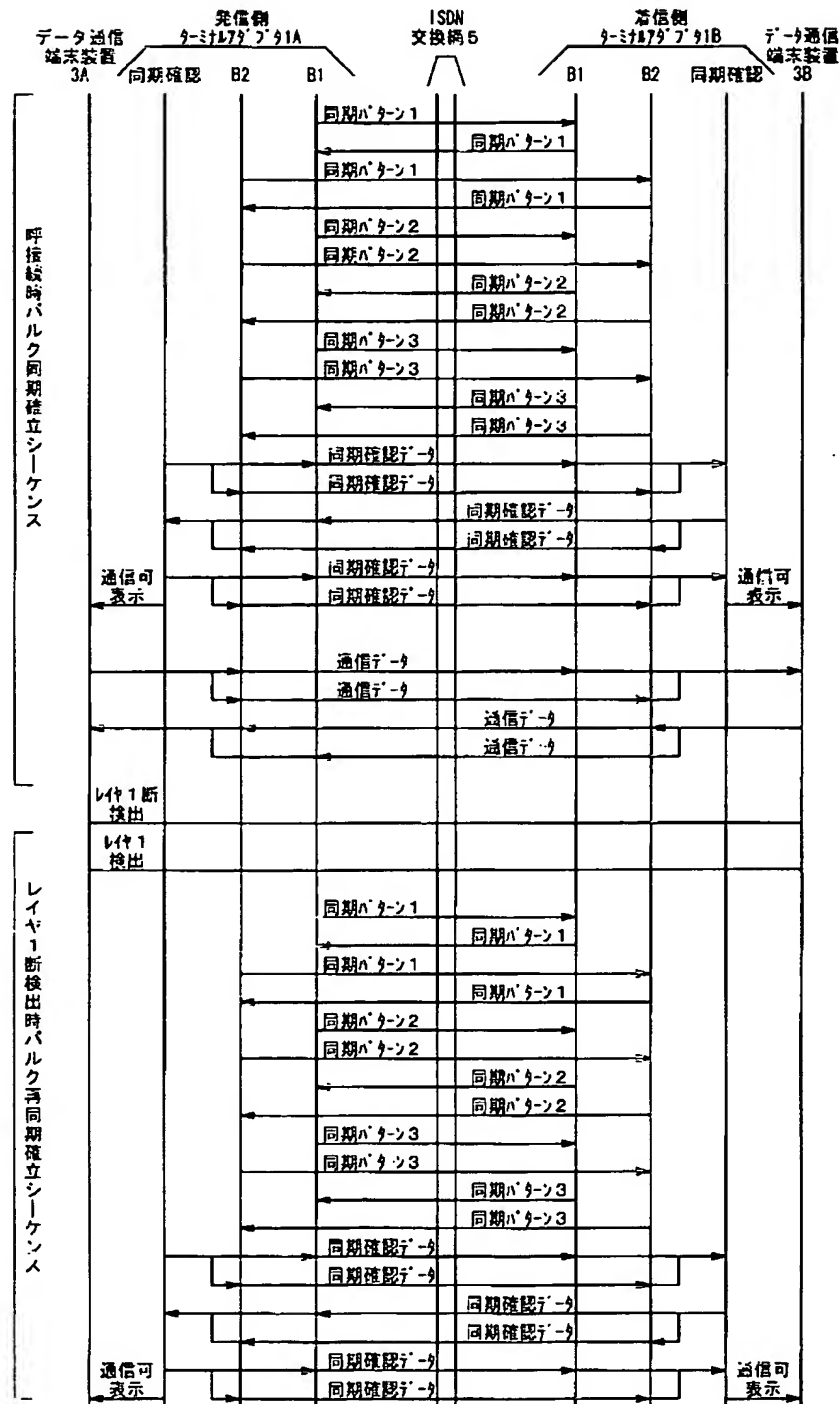 発信側
ターミナルアダプタ1A
ISDN
交換網5
着信側
ターミナルアダプタ1B
データ通信
端末装置
3A
同期確認
B2
B1
B1
B2
同期確認
データ通信
端末装置
3B
呼接続時バルク同期確立シーケンス
同期パターン1
同期パターン1
同期パターン1
同期パターン1
同期パターン2
同期パターン2
同期パターン2
同期パターン2
同期パターン3
同期パターン3
同期パターン3
同期パターン3
同期確認データ
同期確認データ
同期確認データ
同期確認データ
通信可
表示
同期確認データ
同期確認データ
通信可
表示
通信データ
通信データ
通信データ
通信データ
レイヤ1断
検出
レイヤ1
検出
レイヤ1断検出時バルク再同期確立シーケンス
同期パターン1
同期パターン1
同期パターン1
同期パターン1
同期パターン2
同期パターン2
同期パターン2
同期パターン2
同期パターン3
同期パターン3
同期パターン3
同期パターン3
同期確認データ
同期確認データ
同期確認データ
同期確認データ
通信可
表示
同期確認データ
同期確認データ
通信可
表示